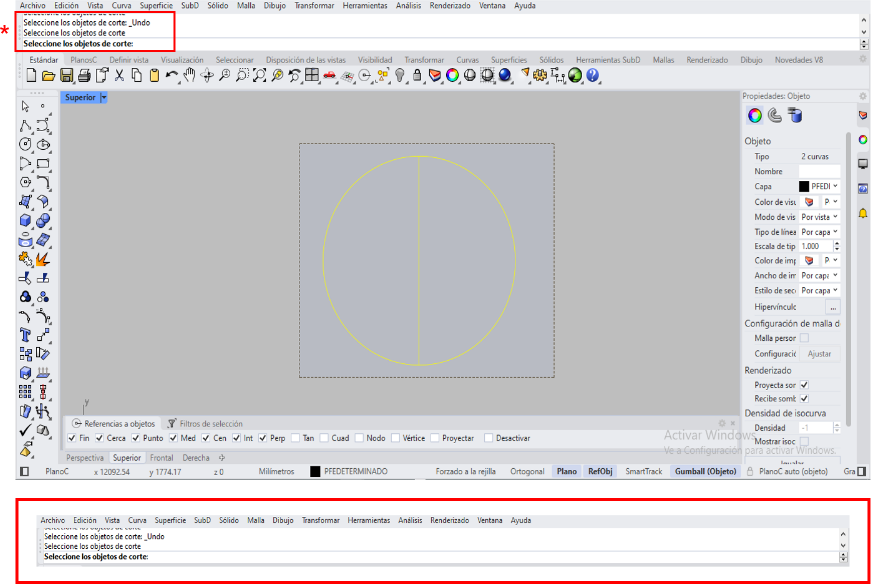 Archivo Edición Vista Curva Superficie SubD Sólido Malla Dibujo Transformar Herramientas Análisis Renderizado Ventana Ayuda
Seleccione los objetos de corte: _Undo
Seleccione los objetos de corte
Seleccione los objetos de corte:
*
Estándar PlanosC Definir vista Visualización Seleccionar Disposición de las vistas Visibilidad Transformar Curvas Superficies Sólidos Herramientas SubD Mallas Renderizado Dibujo Novedades V8
Superior
Propiedades: Objeto
Objeto
Tipo 2 curvas
Nombre
Capa PFEDI
Color de visu P
Modo de vis Por vista
Tipo de línea Por capa
Escala de tip 1.000
Color de imp P
Ancho de im Por capa
Estilo de sec Por capa
Hipervínculo ...
Configuración de malla d
Malla person
Configuració Ajustar
Renderizado
Proyecta sor
Recibe somb
Densidad de isocurva
Densidad -1
Mostrar isoc
y
Referencias a objetos Filtros de selección
Fin Cerca Punto Med Cen Int Perp Tan Cuad Nodo Vértice Proyectar Desactivar
Activar Windows
Ve a Configuración para activar Windows.
Perspectiva Superior Frontal Derecha
PlanoC x 12092.54 y 1774.17 z 0 Milímetros PFEDETERMINADO Forzado a la rejilla Ortogonal Plano RefObj SmartTrack Gumball (Objeto) PlanoC auto (objeto) Gra
Archivo Edición Vista Curva Superficie SubD Sólido Malla Dibujo Transformar Herramientas Análisis Renderizado Ventana Ayuda
Seleccione los objetos de corte: _Undo
Seleccione los objetos de corte
Seleccione los objetos de corte: